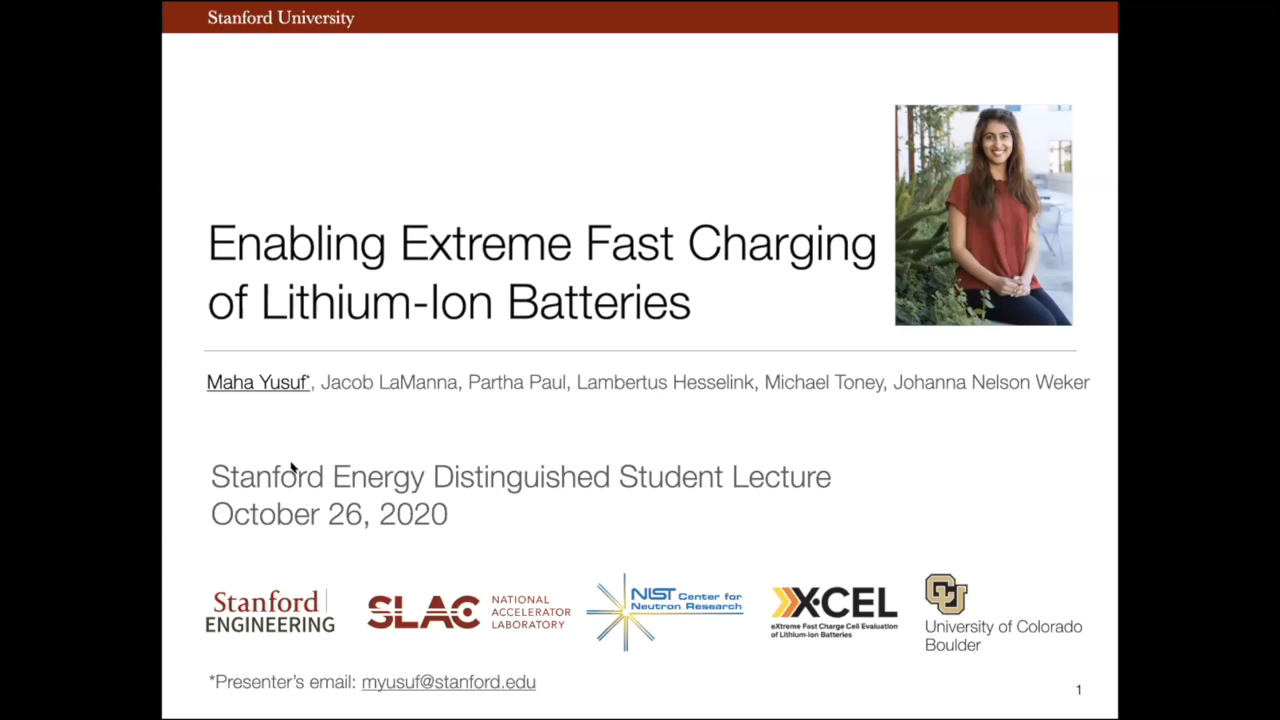 Stanford University
Enabling Extreme Fast Charging
of Lithium-Ion Batteries
Maha Yusuf*, Jacob LaManna, Partha Paul, Lambertus Hesselink, Michael Toney, Johanna Nelson Weker
Stanford Energy Distinguished Student Lecture
October 26, 2020
Stanford
ENGINEERING
SLAC
NATIONAL
ACCELERATOR
LABORATORY
NIST Center for
Neutron Research
X-CEL
eXtreme Fast Charge Cell Evaluation
of Lithium-ion Batteries
CU
University of Colorado
Boulder
*Presenter's email: myusuf@stanford.edu
1